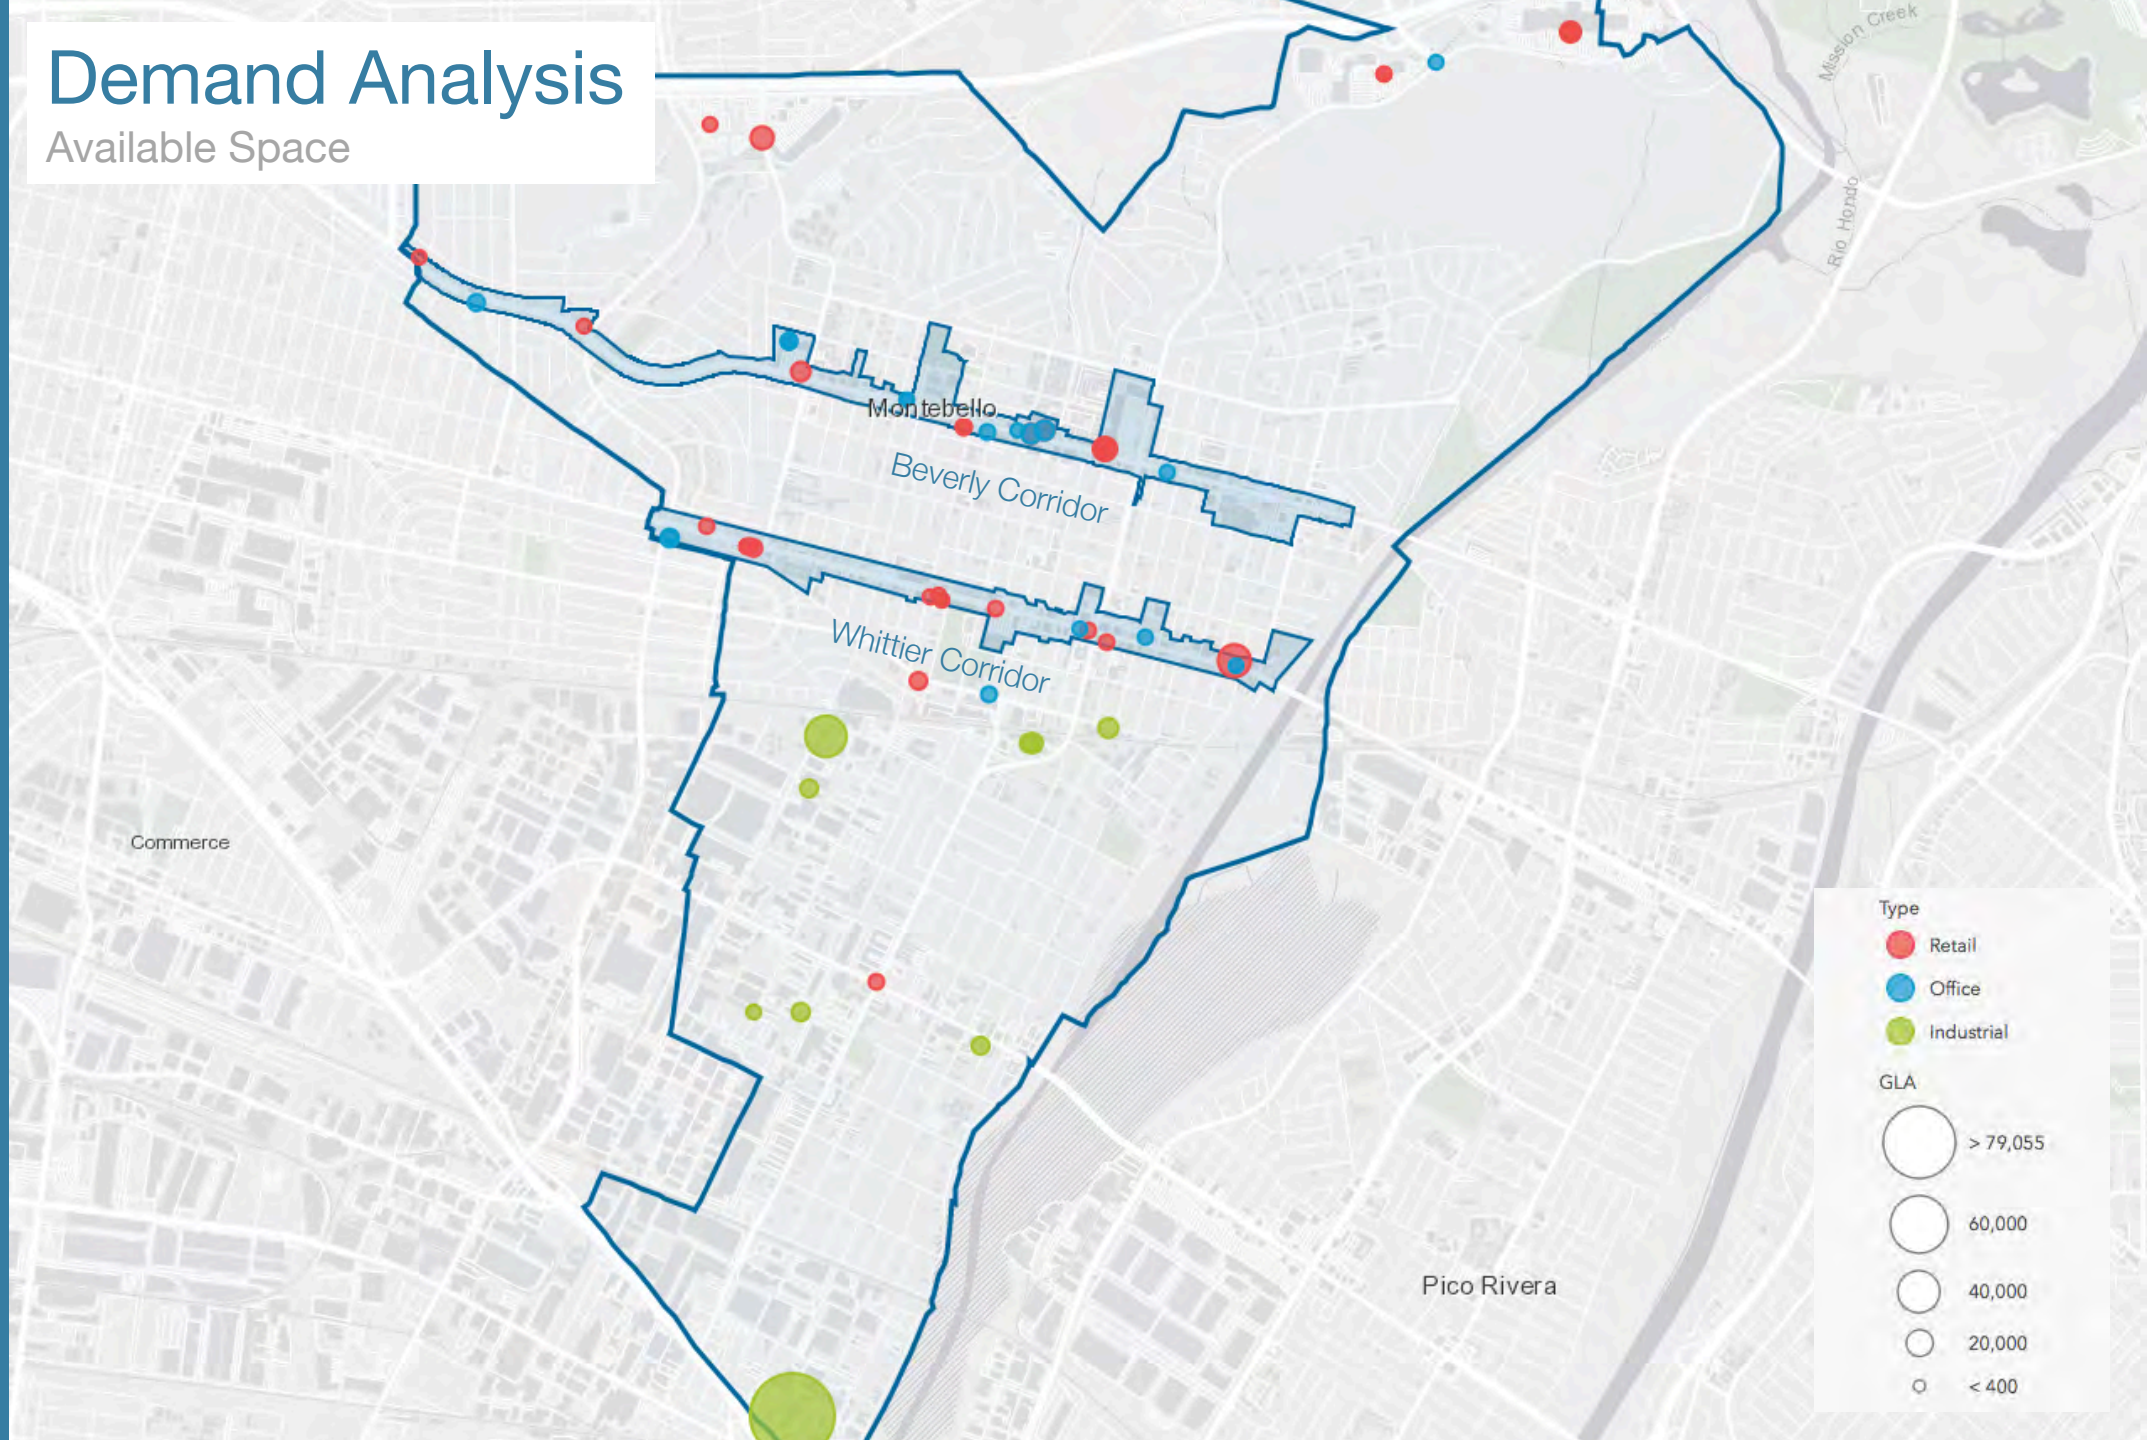 Demand Analysis
Available Space
Mission Creek
Rio Hondo
Montebello
Beverly Corridor
Whittier Corridor
Commerce
Pico Rivera
Type
Retail
Office
Industrial
GLA
> 79,055
60,000
40,000
20,000
< 400